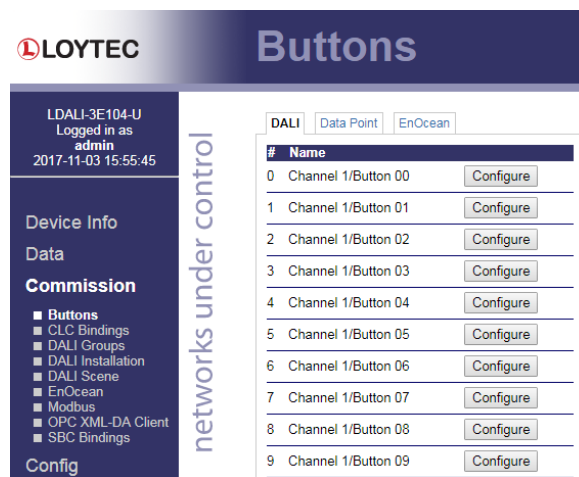 LOYTEC
Buttons
LDALI-3E104-U
Logged in as
admin
2017-11-03 15:55:45
Device Info
Data
Commission
Buttons
CLC Bindings
DALI Groups
DALI Installation
DALI Scene
EnOcean
Modbus
OPC XML-DA Client
SBC Bindings
Config
networks under control
DALI Data Point EnOcean
# Name
0 Channel 1/Button 00 Configure
1 Channel 1/Button 01 Configure
2 Channel 1/Button 02 Configure
3 Channel 1/Button 03 Configure
4 Channel 1/Button 04 Configure
5 Channel 1/Button 05 Configure
6 Channel 1/Button 06 Configure
7 Channel 1/Button 07 Configure
8 Channel 1/Button 08 Configure
9 Channel 1/Button 09 Configure